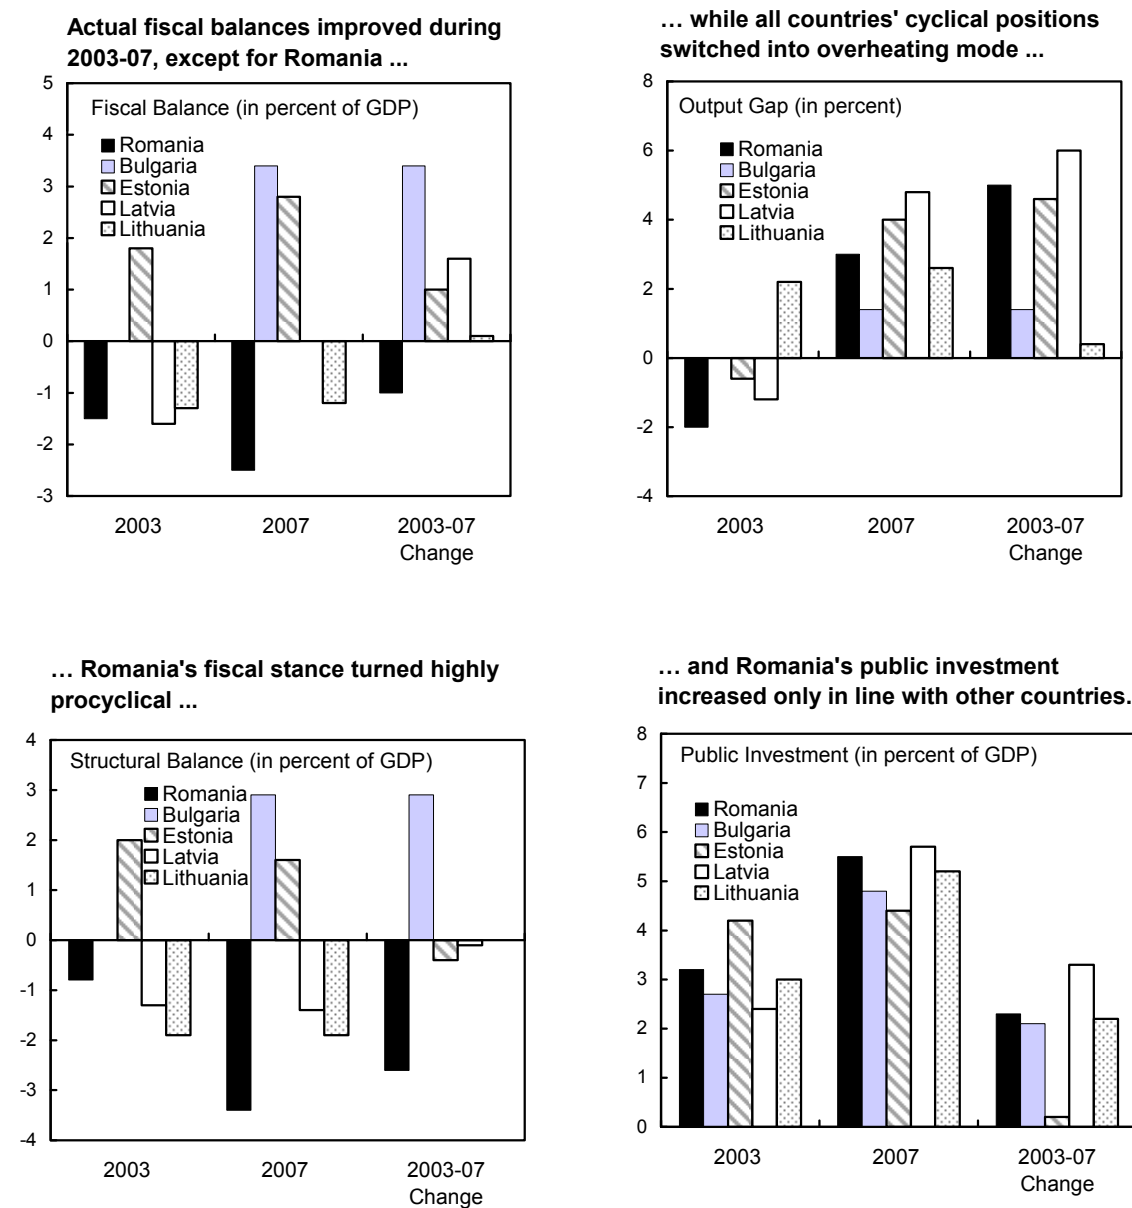 Actual fiscal balances improved during
2003-07, except for Romania ...
5
4
3
2
1
0
-1
-2
-3
Fiscal Balance (in percent of GDP)
Romania
Bulgaria
Estonia
Latvia
Lithuania
2003
2007
2003-07
Change
… while all countries' cyclical positions
switched into overheating mode ...
8
6
4
2
0
-2
-4
Output Gap (in percent)
Romania
Bulgaria
Estonia
Latvia
Lithuania
2003
2007
2003-07
Change
… Romania's fiscal stance turned highly
procyclical ...
4
3
2
1
0
-1
-2
-3
-4
Structural Balance (in percent of GDP)
Romania
Bulgaria
Estonia
Latvia
Lithuania
2003
2007
2003-07
Change
… and Romania's public investment
increased only in line with other countries.
8
7
6
5
4
3
2
1
0
Public Investment (in percent of GDP)
Romania
Bulgaria
Estonia
Latvia
Lithuania
2003
2007
2003-07
Change